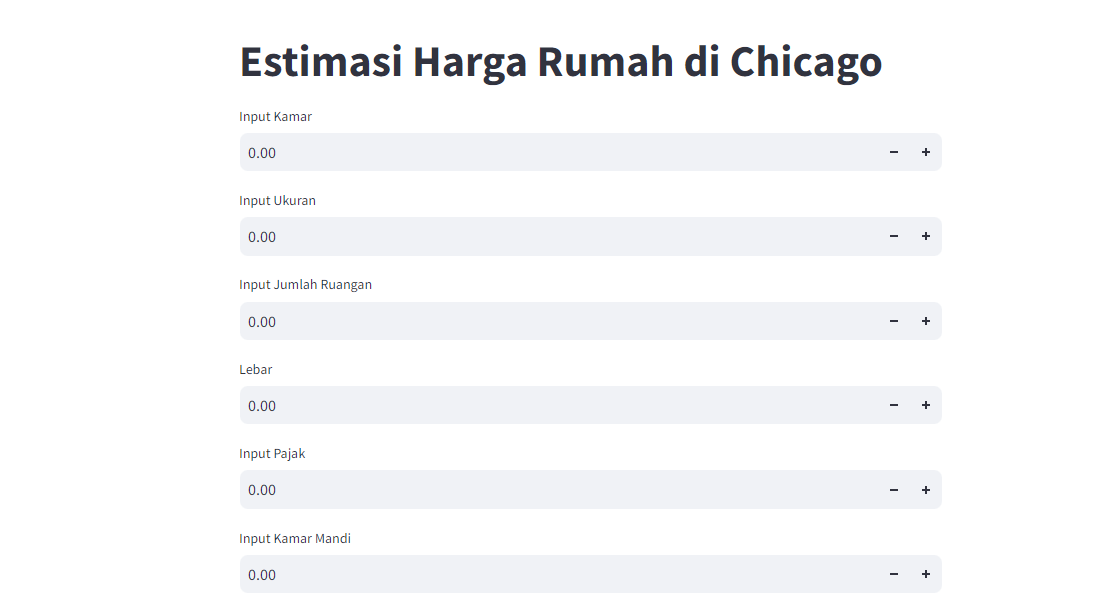 Estimasi Harga Rumah di Chicago
Input Kamar
0.00
Input Ukuran
0.00
Input Jumlah Ruangan
0.00
Lebar
0.00
Input Pajak
0.00
Input Kamar Mandi
0.00